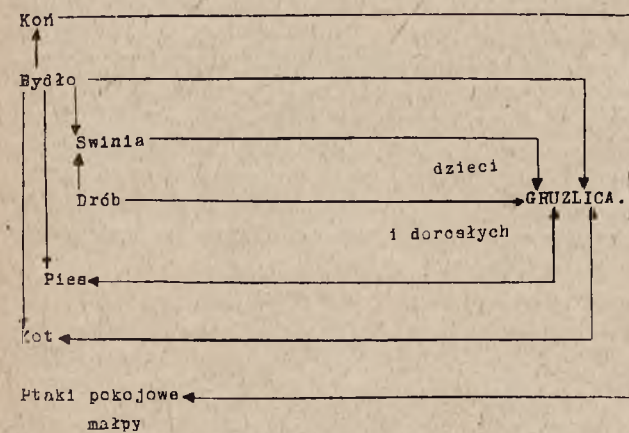 Koń
Bydło
Swinia
dzieci
Drób
GRUZLICA.
i dorosłych
Pies
Kot
Ptaki pokojowe
małpy